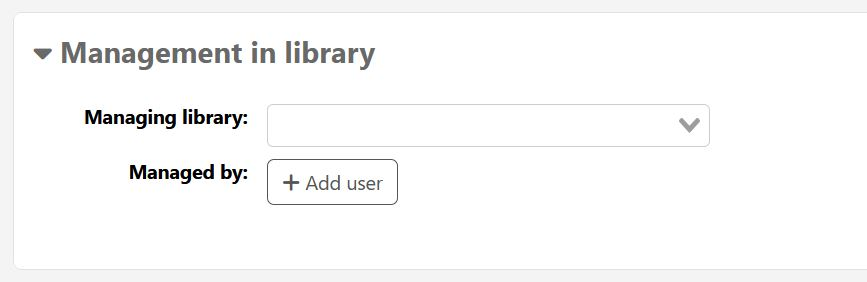 Management in library
Managing library:
Managed by:
+ Add user